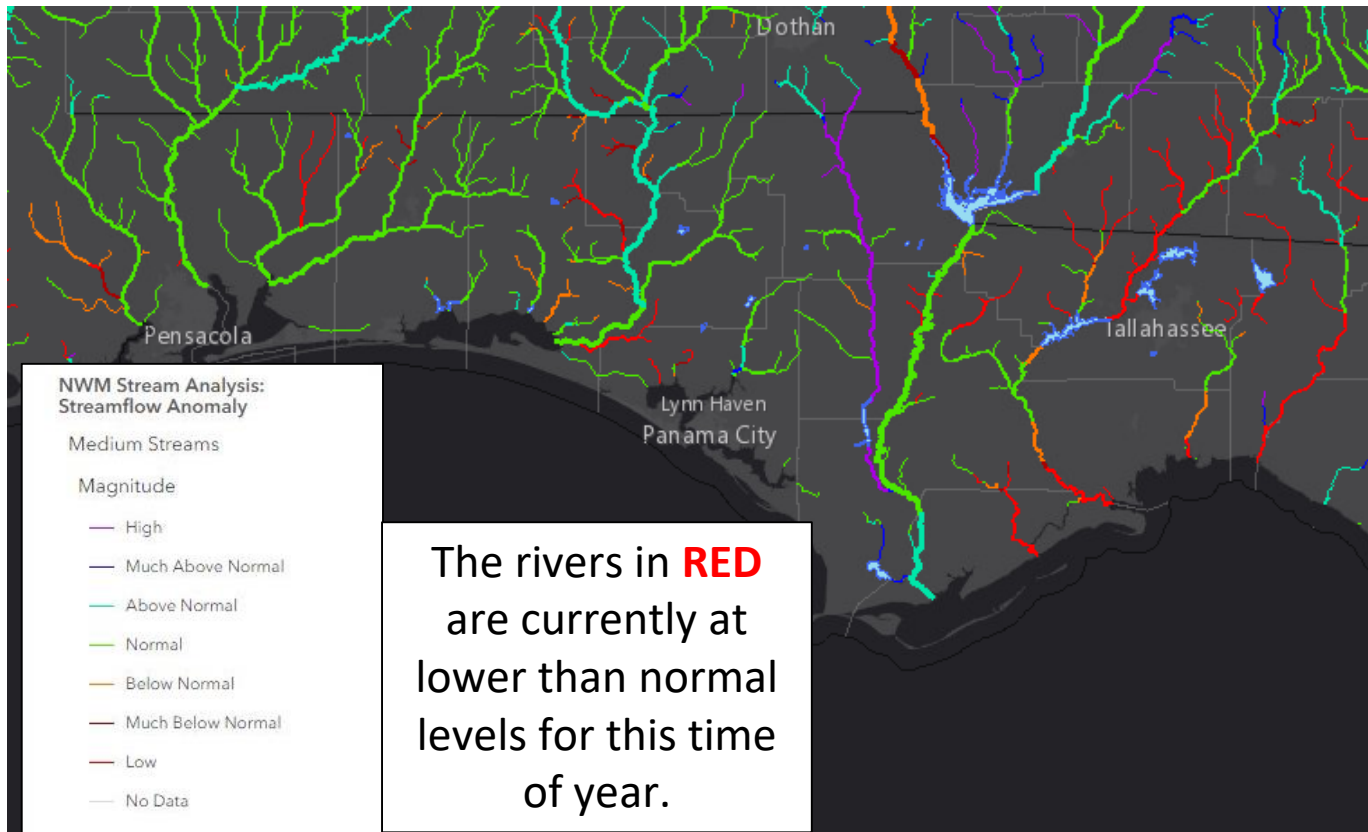 Dothan
Pensacola
Tallahassee
Lynn Haven
Panama City
NWM Stream Analysis:
Streamflow Anomaly
Medium Streams
Magnitude
High
Much Above Normal
Above Normal
Normal
Below Normal
Much Below Normal
Low
No Data
The rivers in RED
are currently at
lower than normal
levels for this time
of year.